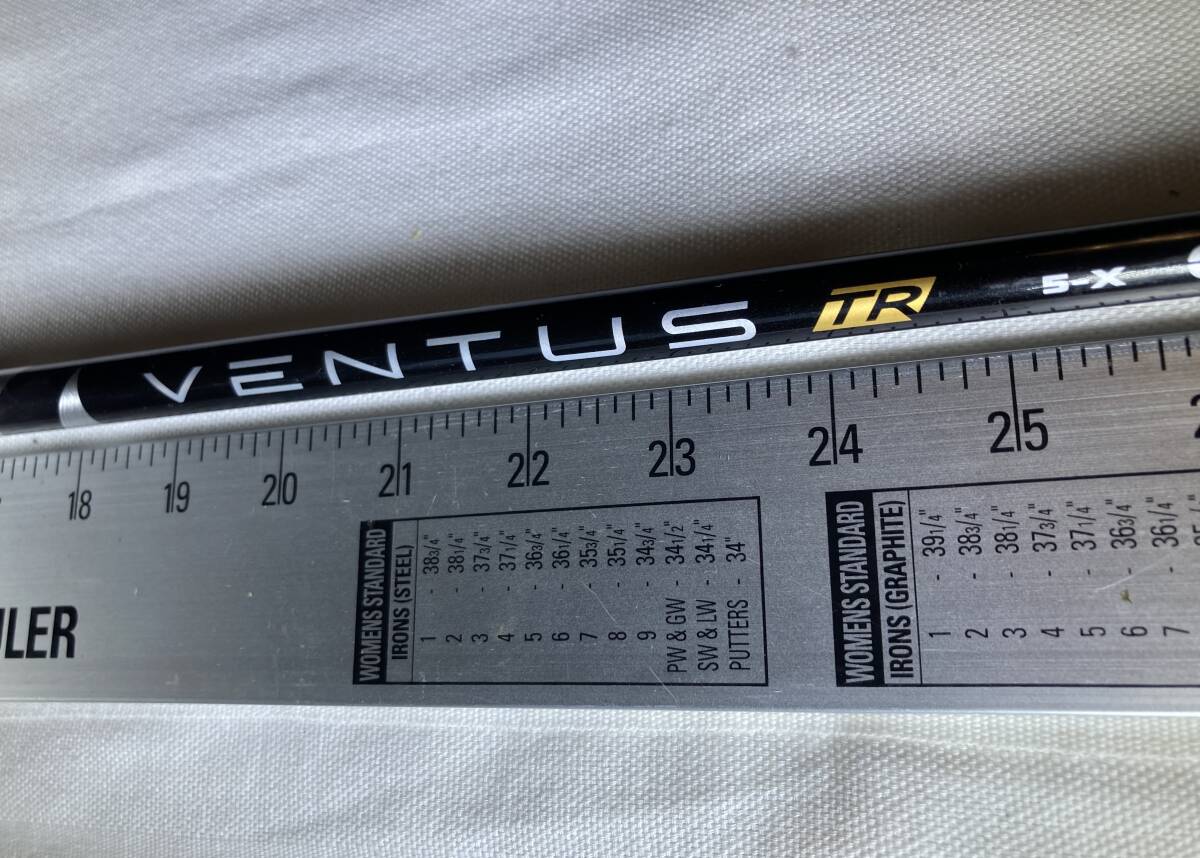 VENTUS TR 5-X
18 19 20 21 22 23 24 25
WOMENS STANDARD
IRONS (STEEL)
1 - 38 3/4"
2 - 38 1/4"
3 - 37 3/4"
4 - 37 1/4"
5 - 36 3/4"
6 - 36 1/4"
7 - 35 3/4"
8 - 35 1/4"
9 - 34 3/4"
PW & GW - 34 1/2"
SW & LW - 34 1/4"
PUTTERS - 34"
WOMENS STANDARD
IRONS (GRAPHITE)
1 - 39 1/4"
2 - 38 3/4"
3 - 38 1/4"
4 - 37 3/4"
5 - 37 1/4"
6 - 36 3/4"
7 - 36 1/4"
LER